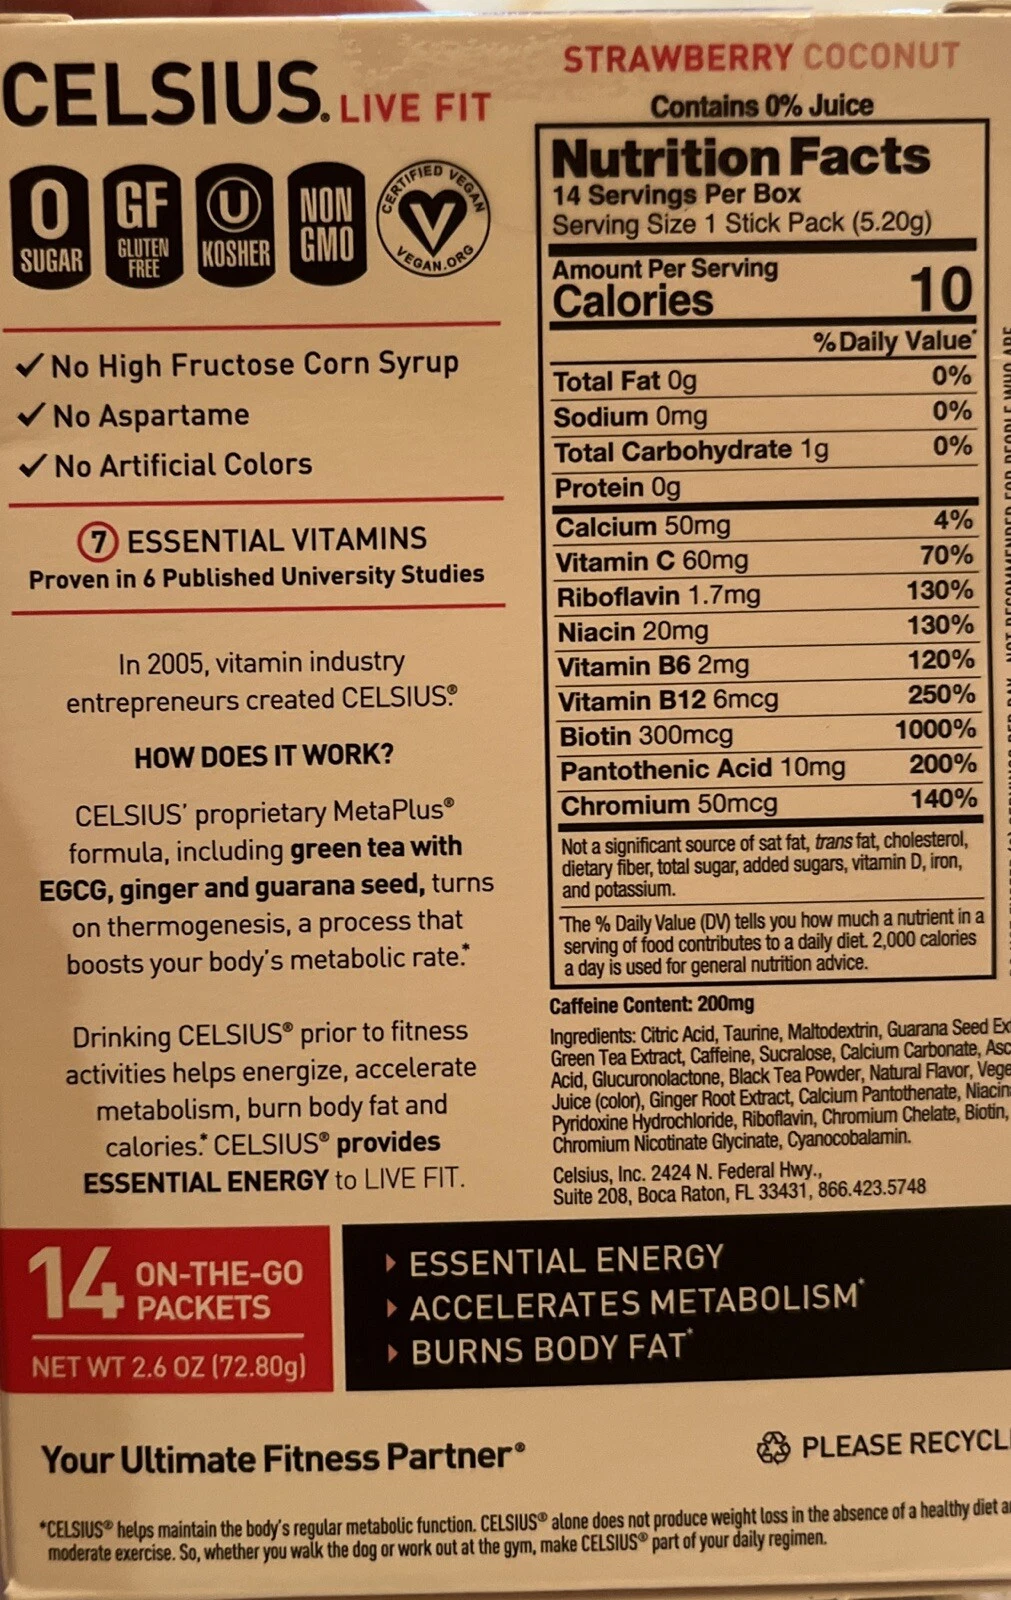 CELSIUS® LIVE FIT
0
SUGAR
GF
GLUTEN
FREE
U
KOSHER
NON
GMO
CERTIFIED VEGAN
V
VEGAN.ORG
✓ No High Fructose Corn Syrup
✓ No Aspartame
✓ No Artificial Colors
7 ESSENTIAL VITAMINS
Proven in 6 Published University Studies
In 2005, vitamin industry
entrepreneurs created CELSIUS®.
HOW DOES IT WORK?
CELSIUS' proprietary MetaPlus®
formula, including green tea with
EGCG, ginger and guarana seed, turns
on thermogenesis, a process that
boosts your body's metabolic rate.*
Drinking CELSIUS® prior to fitness
activities helps energize, accelerate
metabolism, burn body fat and
calories.* CELSIUS® provides
ESSENTIAL ENERGY to LIVE FIT.
STRAWBERRY COCONUT
Contains 0% Juice
Nutrition Facts
14 Servings Per Box
Serving Size 1 Stick Pack (5.20g)
Amount Per Serving
Calories 10
% Daily Value*
Total Fat 0g 0%
Sodium 0mg 0%
Total Carbohydrate 1g 0%
Protein 0g
Calcium 50mg 4%
Vitamin C 60mg 70%
Riboflavin 1.7mg 130%
Niacin 20mg 130%
Vitamin B6 2mg 120%
Vitamin B12 6mcg 250%
Biotin 300mcg 1000%
Pantothenic Acid 10mg 200%
Chromium 50mcg 140%
Not a significant source of sat fat, trans fat, cholesterol,
dietary fiber, total sugar, added sugars, vitamin D, iron,
and potassium.
*The % Daily Value (DV) tells you how much a nutrient in a
serving of food contributes to a daily diet. 2,000 calories
a day is used for general nutrition advice.
Caffeine Content: 200mg
Ingredients: Citric Acid, Taurine, Maltodextrin, Guarana Seed Ex
Green Tea Extract, Caffeine, Sucralose, Calcium Carbonate, Asc
Acid, Glucuronolactone, Black Tea Powder, Natural Flavor, Vege
Juice (color), Ginger Root Extract, Calcium Pantothenate, Niacin
Pyridoxine Hydrochloride, Riboflavin, Chromium Chelate, Biotin,
Chromium Nicotinate Glycinate, Cyanocobalamin.
Celsius, Inc. 2424 N. Federal Hwy.,
Suite 208, Boca Raton, FL 33431, 866.423.5748
14 ON-THE-GO
PACKETS
NET WT 2.6 OZ (72.80g)
ESSENTIAL ENERGY
ACCELERATES METABOLISM*
BURNS BODY FAT*
Your Ultimate Fitness Partner®
PLEASE RECYCL
*CELSIUS® helps maintain the body's regular metabolic function. CELSIUS® alone does not produce weight loss in the absence of a healthy diet a
moderate exercise. So, whether you walk the dog or work out at the gym, make CELSIUS® part of your daily regimen.